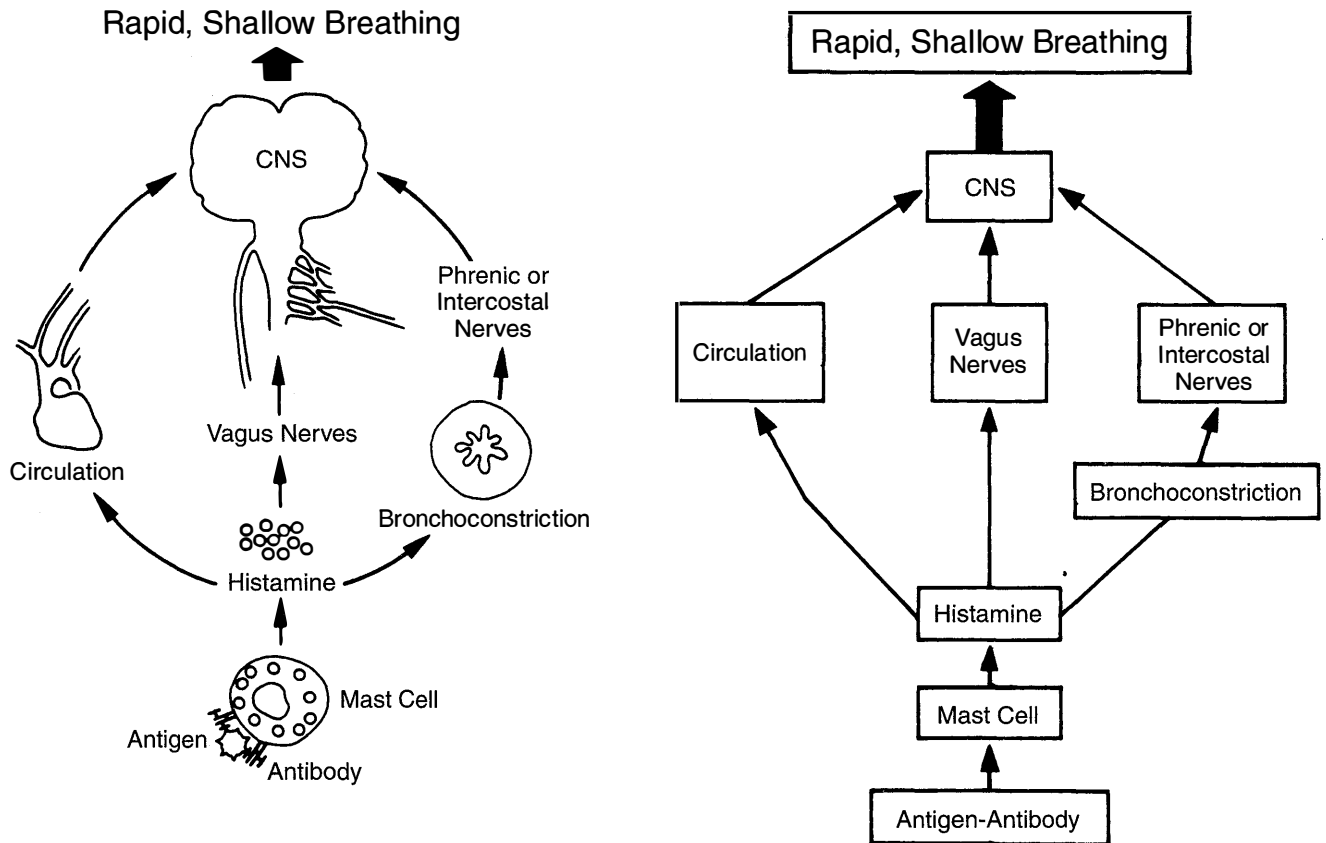 Rapid, Shallow Breathing
CNS
Phrenic or
Intercostal
Nerves
Vagus Nerves
Circulation
Bronchoconstriction
Histamine
Mast Cell
Antigen
Antibody
Rapid, Shallow Breathing
CNS
Circulation
Vagus
Nerves
Phrenic or
Intercostal
Nerves
Bronchoconstriction
Histamine
Mast Cell
Antigen-Antibody